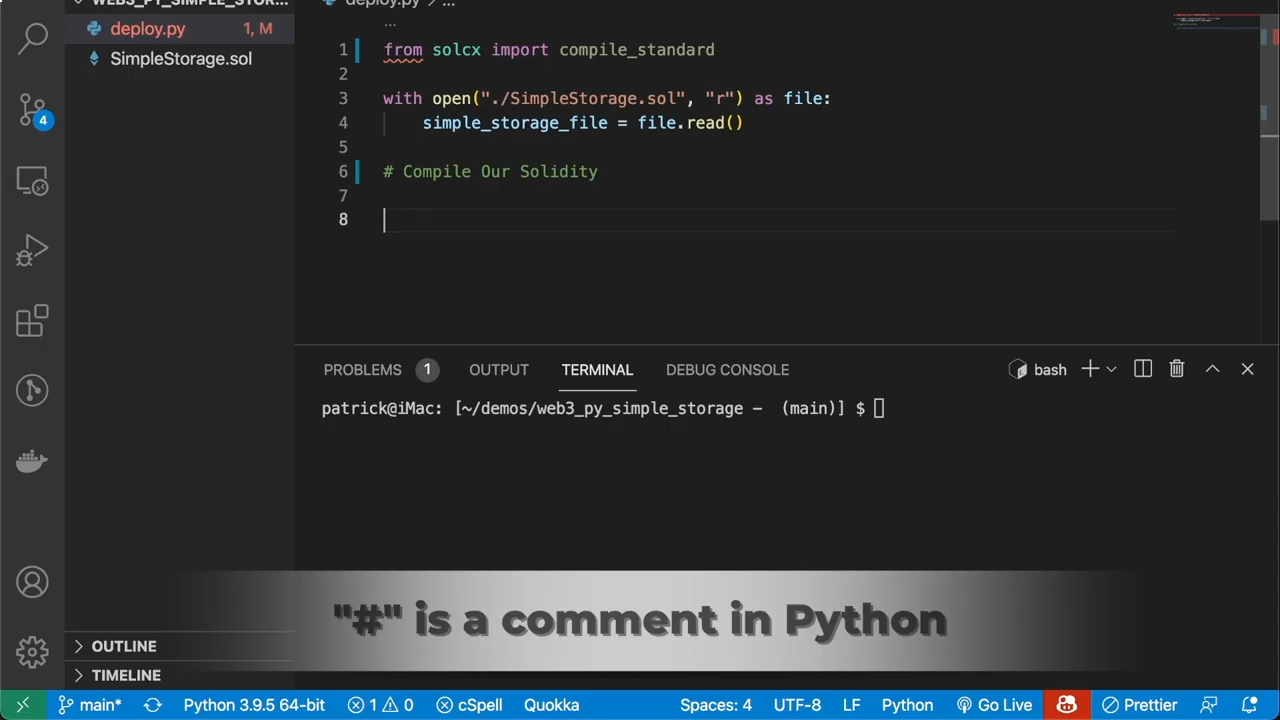 WEB3_PY_SIMPLE_STOR...
deploy.py 1, M
SimpleStorage.sol
4
OUTLINE
TIMELINE
deploy.py > ...
...
1 from solcx import compile_standard
2
3 with open("./SimpleStorage.sol", "r") as file:
4 simple_storage_file = file.read()
5
6 # Compile Our Solidity
7
8
PROBLEMS 1 OUTPUT TERMINAL DEBUG CONSOLE bash
patrick@iMac: [~/demos/web3_py_simple_storage – (main)] $
"#" is a comment in Python
main* Python 3.9.5 64-bit 1 0 cSpell Quokka Spaces: 4 UTF-8 LF Python Go Live Prettier